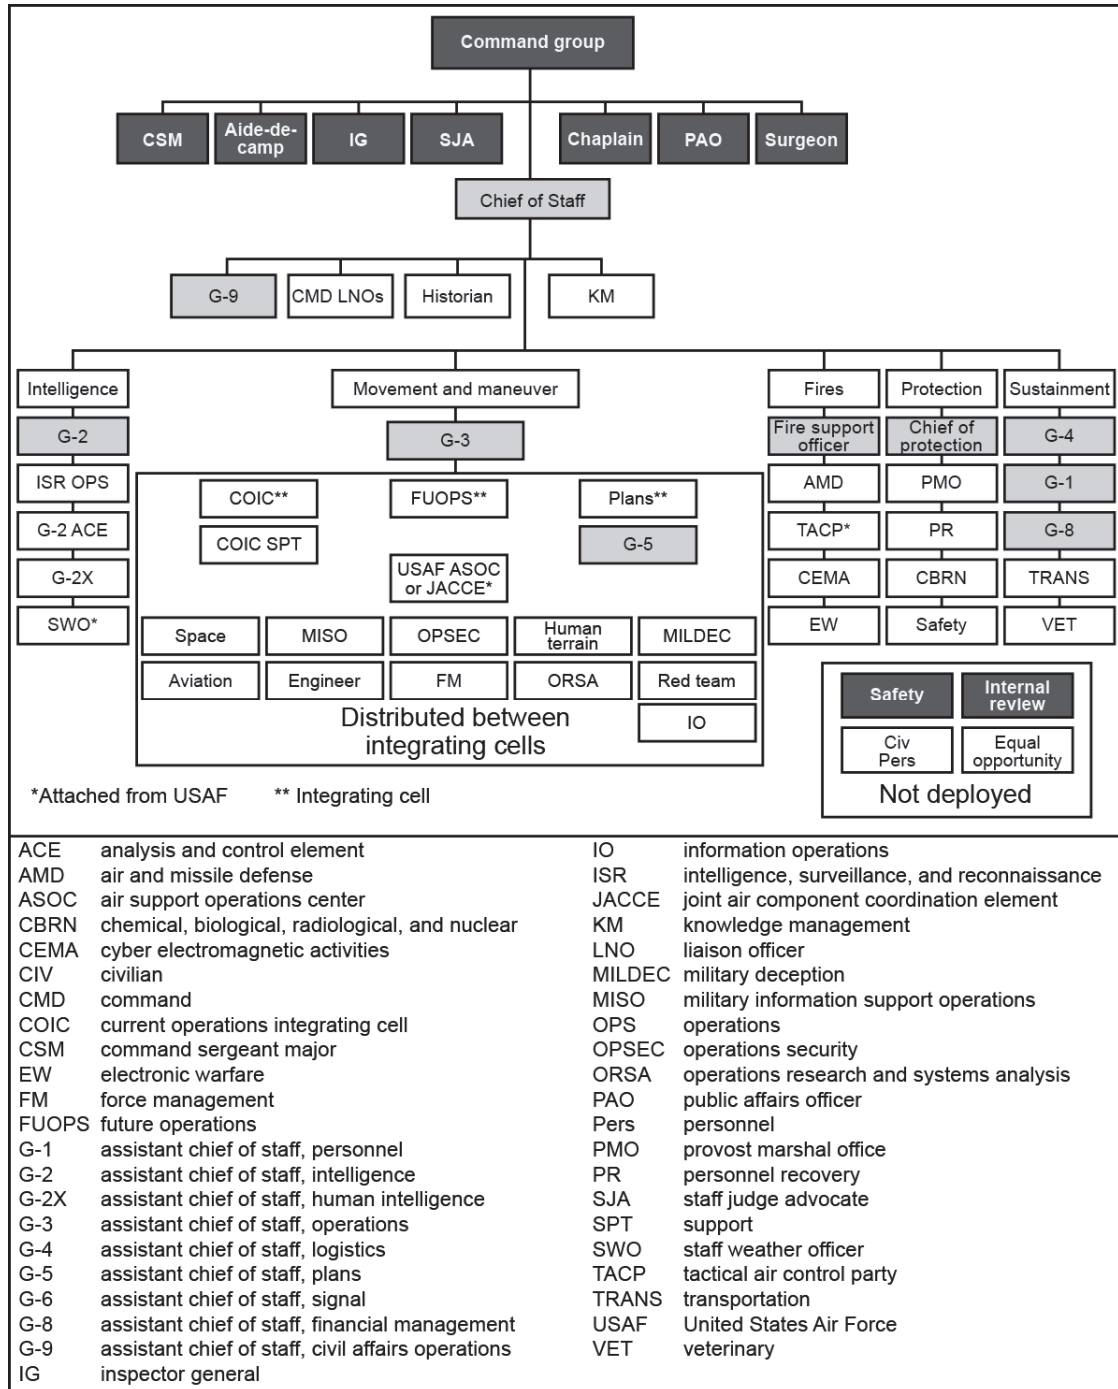 Command group
CSM
Aide-de-
camp
IG
SJA
Chaplain
PAO
Surgeon
Chief of Staff
G-9
CMD LNOs
Historian
KM
Intelligence
G-2
ISR OPS
G-2 ACE
G-2X
SWO*
Movement and maneuver
G-3
COIC**
FUOPS**
Plans**
COIC SPT
G-5
USAF ASOC
or JACCE*
Space
MISO
OPSEC
Human
terrain
MILDEC
Aviation
Engineer
FM
ORSA
Red team
IO
Distributed between
integrating cells
Fires
Fire support
officer
AMD
TACP*
CEMA
EW
Protection
Chief of
protection
PMO
PR
CBRN
Safety
Sustainment
G-4
G-1
G-8
TRANS
VET
Safety
Internal
review
Civ
Pers
Equal
opportunity
Not deployed
*Attached from USAF ** Integrating cell
ACE analysis and control element
AMD air and missile defense
ASOC air support operations center
CBRN chemical, biological, radiological, and nuclear
CEMA cyber electromagnetic activities
CIV civilian
CMD command
COIC current operations integrating cell
CSM command sergeant major
EW electronic warfare
FM force management
FUOPS future operations
G-1 assistant chief of staff, personnel
G-2 assistant chief of staff, intelligence
G-2X assistant chief of staff, human intelligence
G-3 assistant chief of staff, operations
G-4 assistant chief of staff, logistics
G-5 assistant chief of staff, plans
G-6 assistant chief of staff, signal
G-8 assistant chief of staff, financial management
G-9 assistant chief of staff, civil affairs operations
IG inspector general
IO information operations
ISR intelligence, surveillance, and reconnaissance
JACCE joint air component coordination element
KM knowledge management
LNO liaison officer
MILDEC military deception
MISO military information support operations
OPS operations
OPSEC operations security
ORSA operations research and systems analysis
PAO public affairs officer
Pers personnel
PMO provost marshal office
PR personnel recovery
SJA staff judge advocate
SPT support
SWO staff weather officer
TACP tactical air control party
TRANS transportation
USAF United States Air Force
VET veterinary